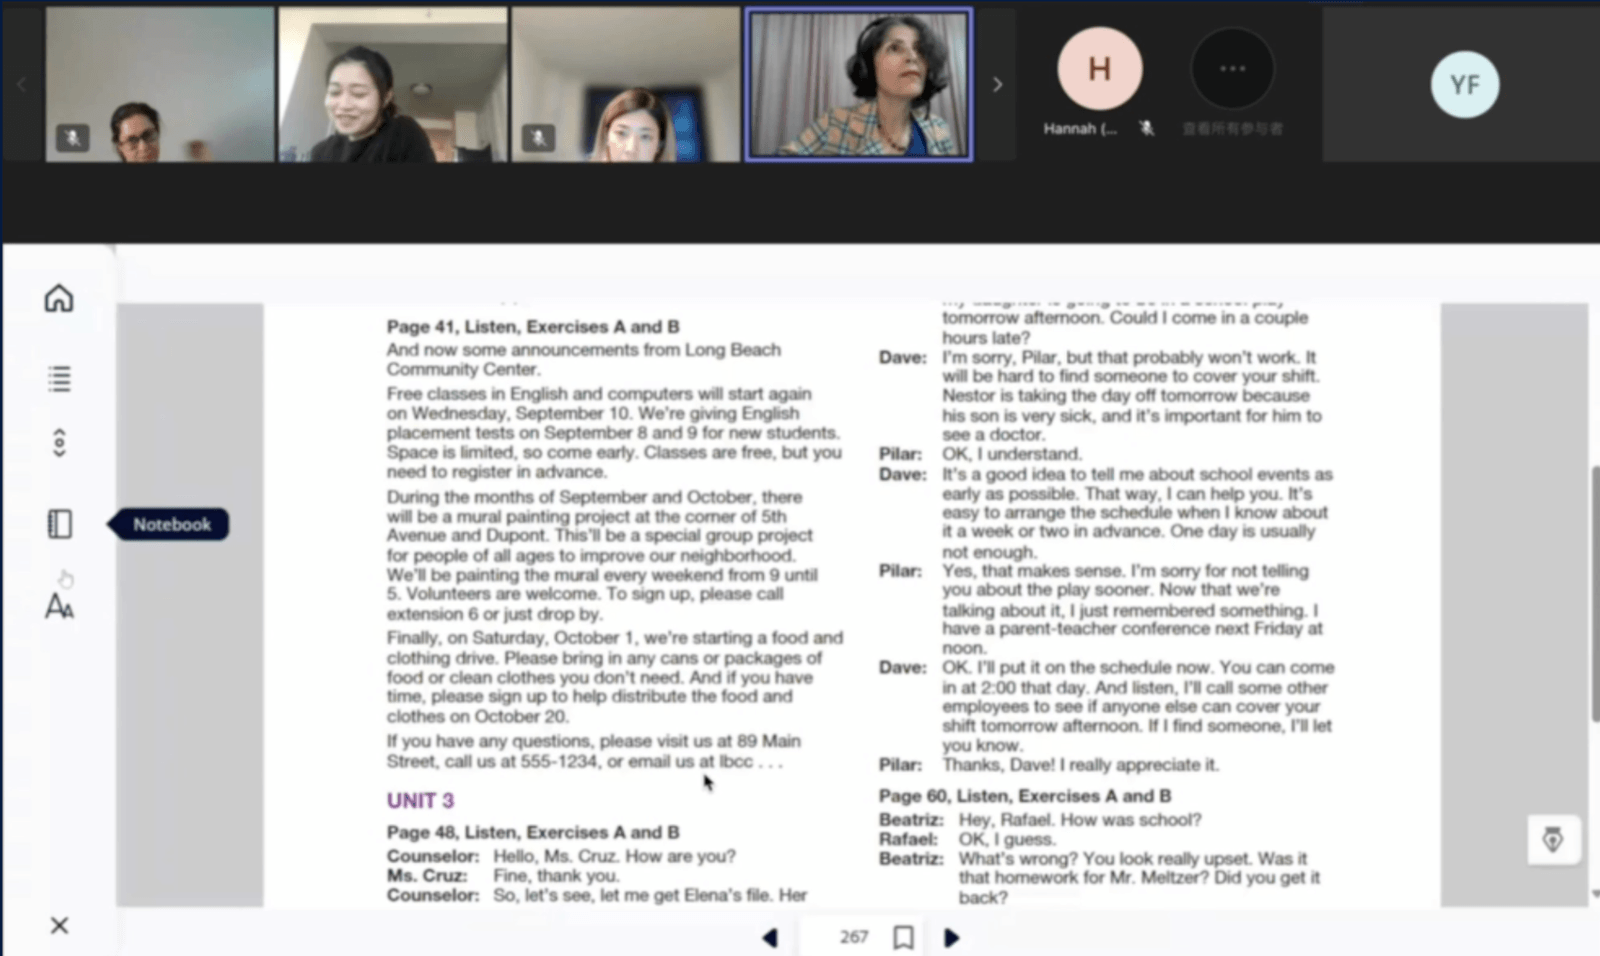 H
Hannah (...
查看所有参与者
YF
Notebook
Page 41, Listen, Exercises A and B
And now some announcements from Long Beach
Community Center.
Free classes in English and computers will start again
on Wednesday, September 10. We're giving English
placement tests on September 8 and 9 for new students.
Space is limited, so come early. Classes are free, but you
need to register in advance.
During the months of September and October, there
will be a mural painting project at the corner of 5th
Avenue and Dupont. This'll be a special group project
for people of all ages to improve our neighborhood.
We'll be painting the mural every weekend from 9 until
5. Volunteers are welcome. To sign up, please call
extension 6 or just drop by.
Finally, on Saturday, October 1, we're starting a food and
clothing drive. Please bring in any cans or packages of
food or clean clothes you don't need. And if you have
time, please sign up to help distribute the food and
clothes on October 20.
If you have any questions, please visit us at 89 Main
Street, call us at 555-1234, or email us at lbcc . . .
UNIT 3
Page 48, Listen, Exercises A and B
Counselor: Hello, Ms. Cruz. How are you?
Ms. Cruz: Fine, thank you.
Counselor: So, let's see, let me get Elena's file. Her
my daughter is going to be in a school play
tomorrow afternoon. Could I come in a couple
hours late?
Dave: I'm sorry, Pilar, but that probably won't work. It
will be hard to find someone to cover your shift.
Nestor is taking the day off tomorrow because
his son is very sick, and it's important for him to
see a doctor.
Pilar: OK, I understand.
Dave: It's a good idea to tell me about school events as
early as possible. That way, I can help you. It's
easy to arrange the schedule when I know about
it a week or two in advance. One day is usually
not enough.
Pilar: Yes, that makes sense. I'm sorry for not telling
you about the play sooner. Now that we're
talking about it, I just remembered something. I
have a parent-teacher conference next Friday at
noon.
Dave: OK. I'll put it on the schedule now. You can come
in at 2:00 that day. And listen, I'll call some other
employees to see if anyone else can cover your
shift tomorrow afternoon. If I find someone, I'll let
you know.
Pilar: Thanks, Dave! I really appreciate it.
Page 60, Listen, Exercises A and B
Beatriz: Hey, Rafael. How was school?
Rafael: OK, I guess.
Beatriz: What's wrong? You look really upset. Was it
that homework for Mr. Meltzer? Did you get it
back?
267